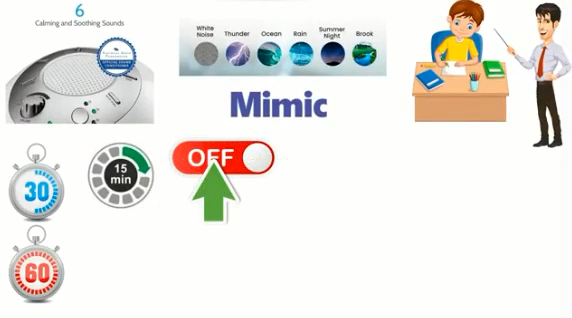 6
Calming and Soothing Sounds
White Noise
Thunder
Ocean
Rain
Summer Night
Brook
Mimic
30
15
min
OFF
60